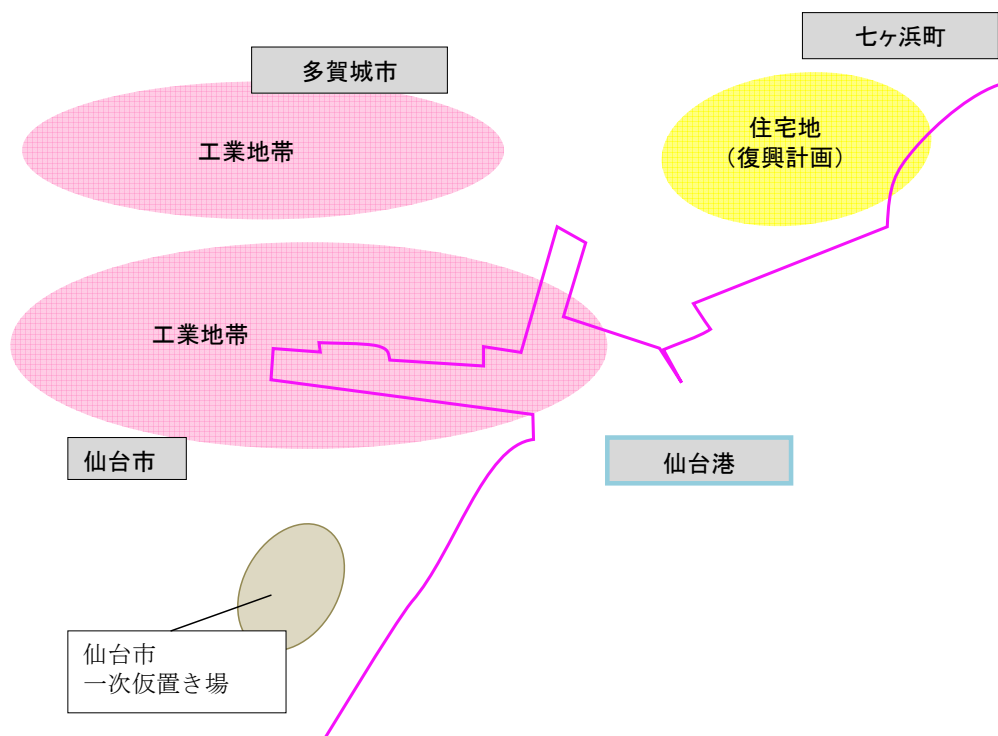 七ヶ浜町
多賀城市
住宅地
（復興計画）
工業地帯
工業地帯
仙台市
仙台港
仙台市
一次仮置き場